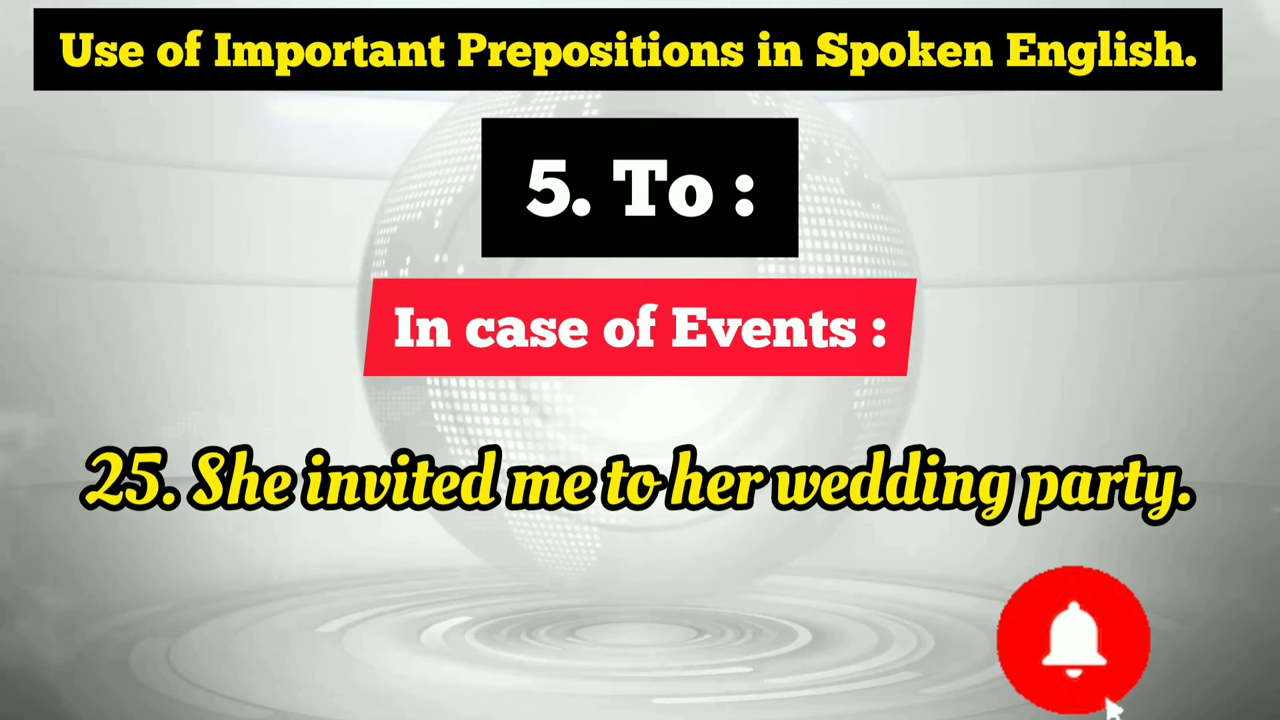 Use of Important Prepositions in Spoken English.
5. To :
In case of Events :
25. She invited me to her wedding party.